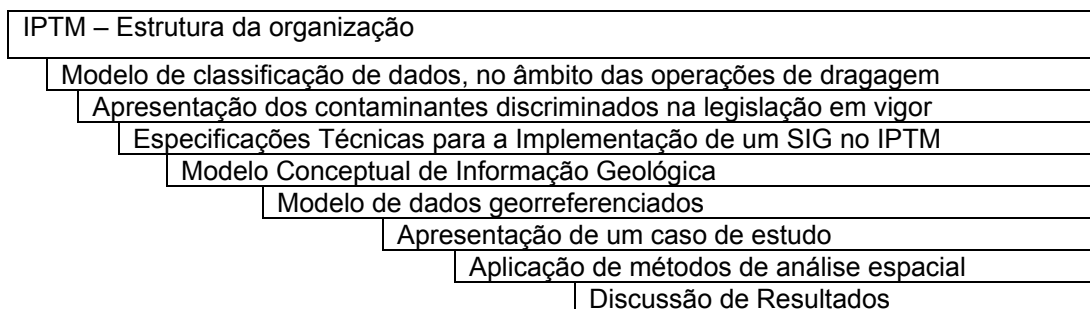 IPTM – Estrutura da organização
Modelo de classificação de dados, no âmbito das operações de dragagem
Apresentação dos contaminantes discriminados na legislação em vigor
Especificações Técnicas para a Implementação de um SIG no IPTM
Modelo Conceptual de Informação Geológica
Modelo de dados georreferenciados
Apresentação de um caso de estudo
Aplicação de métodos de análise espacial
Discussão de Resultados